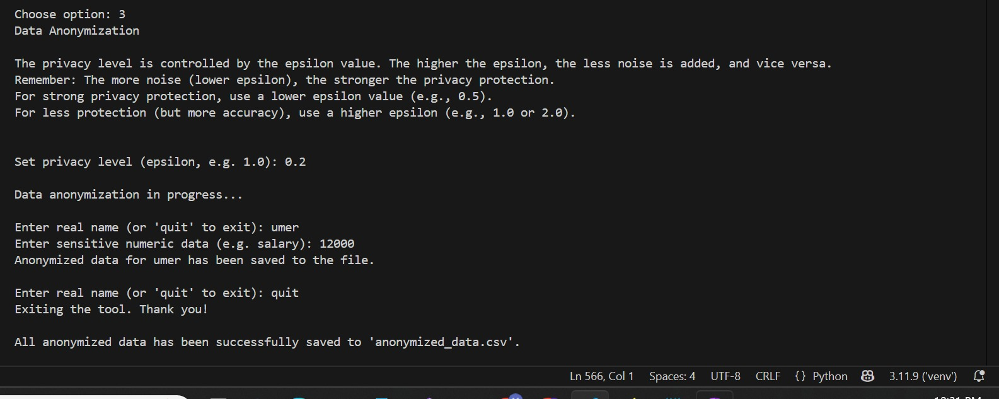 Choose option: 3
Data Anonymization
The privacy level is controlled by the epsilon value. The higher the epsilon, the less noise is added, and vice versa.
Remember: The more noise (lower epsilon), the stronger the privacy protection.
For strong privacy protection, use a lower epsilon value (e.g., 0.5).
For less protection (but more accuracy), use a higher epsilon (e.g., 1.0 or 2.0).
Set privacy level (epsilon, e.g. 1.0): 0.2
Data anonymization in progress...
Enter real name (or 'quit' to exit): umer
Enter sensitive numeric data (e.g. salary): 12000
Anonymized data for umer has been saved to the file.
Enter real name (or 'quit' to exit): quit
Exiting the tool. Thank you!
All anonymized data has been successfully saved to 'anonymized_data.csv'.
Ln 566, Col 1 Spaces: 4 UTF-8 CRLF {} Python 3.11.9 ('venv')